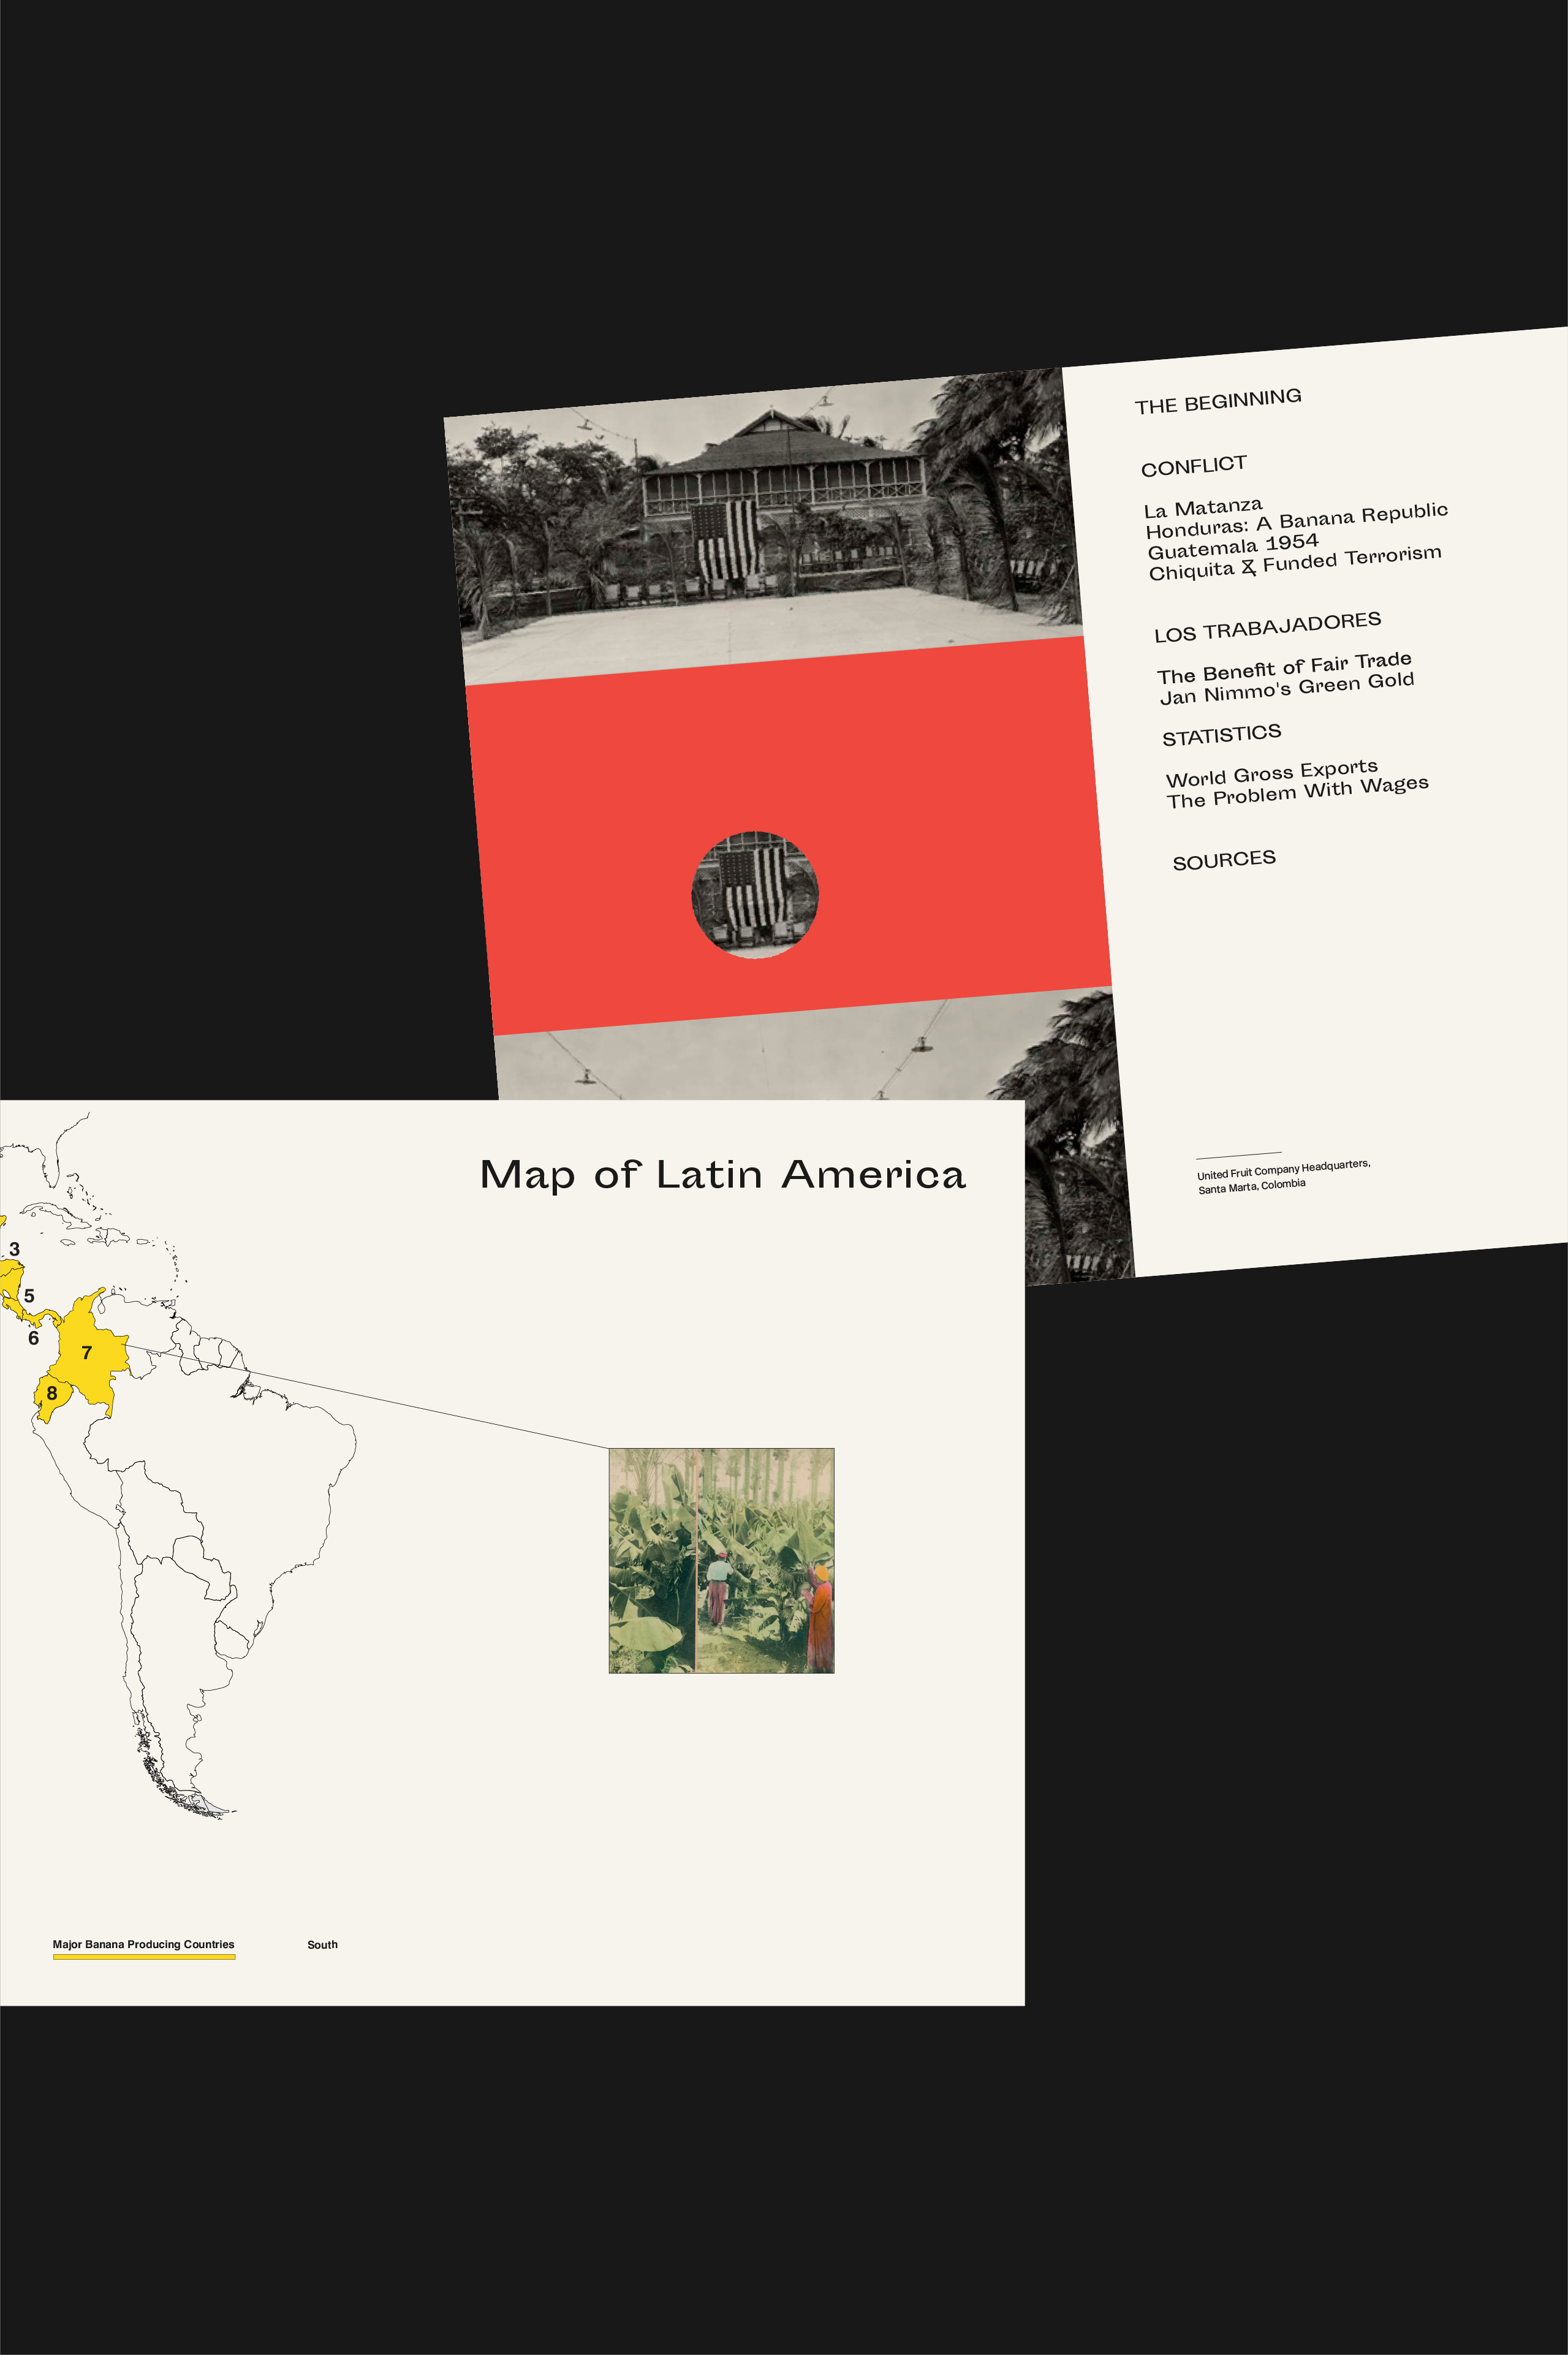 THE BEGINNING
CONFLICT
La Matanza
Honduras: A Banana Republic
Guatemala 1954
Chiquita & Funded Terrorism
LOS TRABAJADORES
The Benefit of Fair Trade
Jan Nimmo's Green Gold
STATISTICS
World Gross Exports
The Problem With Wages
SOURCES
United Fruit Company Headquarters,
Santa Marta, Colombia
Map of Latin America
3
5
6
7
8
Major Banana Producing Countries
South